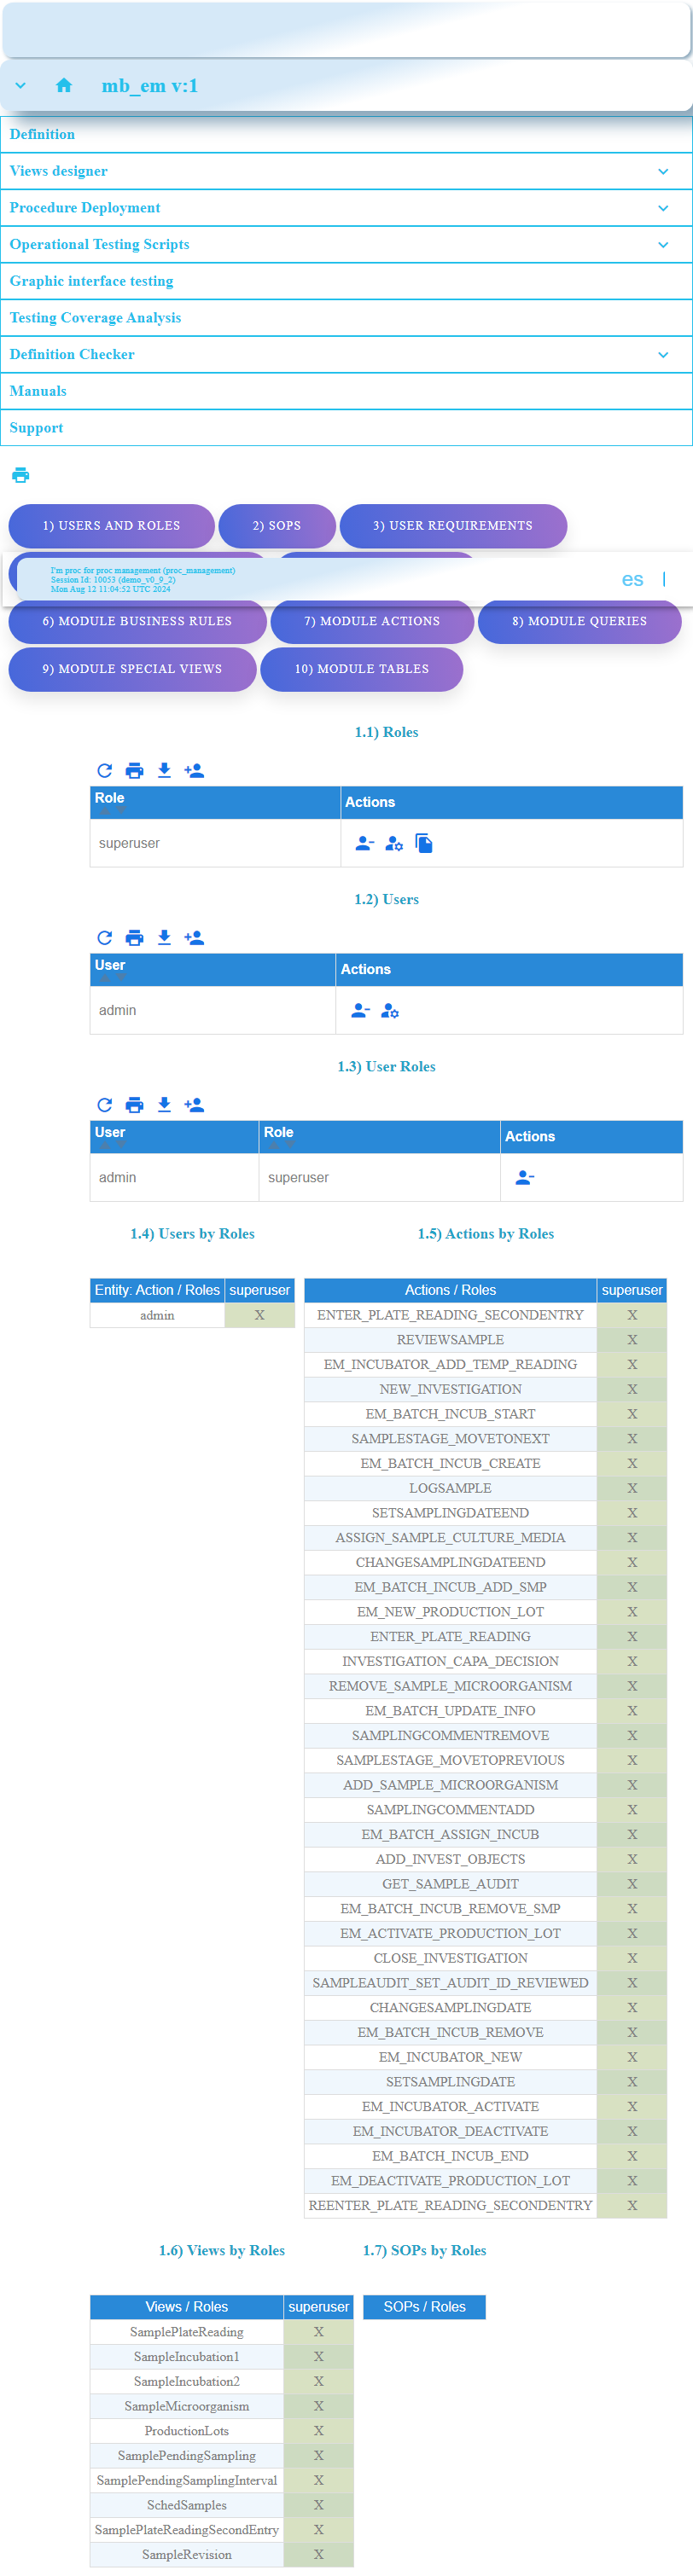 mb_em v:1
Definition
Views designer
Procedure Deployment
Operational Testing Scripts
Graphic interface testing
Testing Coverage Analysis
Definition Checker
Manuals
Support
1) USERS AND ROLES 2) SOPS 3) USER REQUIREMENTS
I'm proc for proc management (proc_management)
Session Id: 10053 (demo_v0_9_2)
Mon Aug 12 11:04:52 UTC 2024
es
6) MODULE BUSINESS RULES 7) MODULE ACTIONS 8) MODULE QUERIES
9) MODULE SPECIAL VIEWS 10) MODULE TABLES
1.1) Roles
Role Actions
superuser
1.2) Users
User Actions
admin
1.3) User Roles
User Role Actions
admin superuser
1.4) Users by Roles
Entity: Action / Roles superuser
admin X
1.5) Actions by Roles
Actions / Roles superuser
ENTER_PLATE_READING_SECONDENTRY X
REVIEWSAMPLE X
EM_INCUBATOR_ADD_TEMP_READING X
NEW_INVESTIGATION X
EM_BATCH_INCUB_START X
SAMPLESTAGE_MOVETONEXT X
EM_BATCH_INCUB_CREATE X
LOGSAMPLE X
SETSAMPLINGDATEEND X
ASSIGN_SAMPLE_CULTURE_MEDIA X
CHANGESAMPLINGDATEEND X
EM_BATCH_INCUB_ADD_SMP X
EM_NEW_PRODUCTION_LOT X
ENTER_PLATE_READING X
INVESTIGATION_CAPA_DECISION X
REMOVE_SAMPLE_MICROORGANISM X
EM_BATCH_UPDATE_INFO X
SAMPLINGCOMMENTREMOVE X
SAMPLESTAGE_MOVETOPREVIOUS X
ADD_SAMPLE_MICROORGANISM X
SAMPLINGCOMMENTADD X
EM_BATCH_ASSIGN_INCUB X
ADD_INVEST_OBJECTS X
GET_SAMPLE_AUDIT X
EM_BATCH_INCUB_REMOVE_SMP X
EM_ACTIVATE_PRODUCTION_LOT X
CLOSE_INVESTIGATION X
SAMPLEAUDIT_SET_AUDIT_ID_REVIEWED X
CHANGESAMPLINGDATE X
EM_BATCH_INCUB_REMOVE X
EM_INCUBATOR_NEW X
SETSAMPLINGDATE X
EM_INCUBATOR_ACTIVATE X
EM_INCUBATOR_DEACTIVATE X
EM_BATCH_INCUB_END X
EM_DEACTIVATE_PRODUCTION_LOT X
REENTER_PLATE_READING_SECONDENTRY X
1.6) Views by Roles
Views / Roles superuser
SamplePlateReading X
SampleIncubation1 X
SampleIncubation2 X
SampleMicroorganism X
ProductionLots X
SamplePendingSampling X
SamplePendingSamplingInterval X
SchedSamples X
SamplePlateReadingSecondEntry X
SampleRevision X
1.7) SOPs by Roles
SOPs / Roles